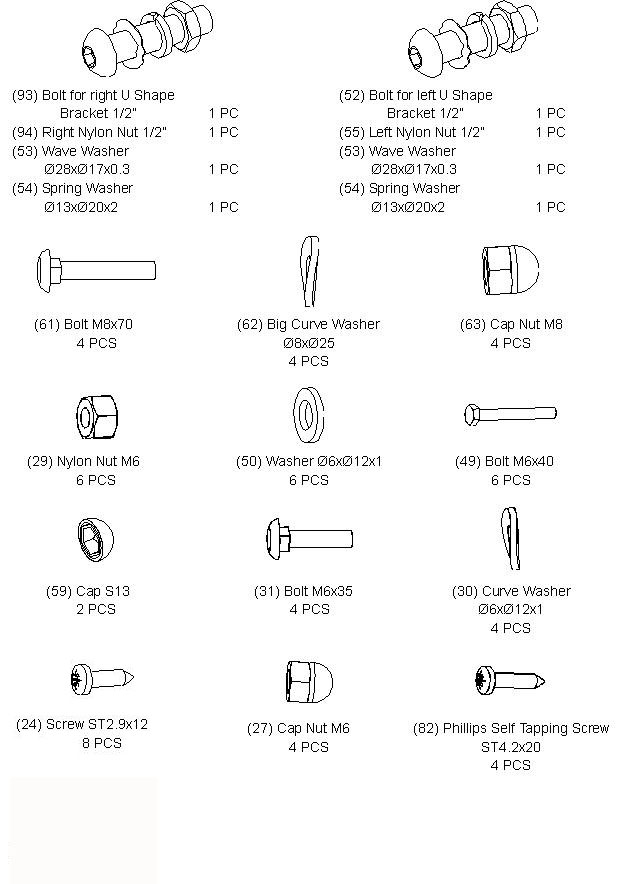 (93) Bolt for right U Shape
Bracket 1/2" 1 PC
(94) Right Nylon Nut 1/2" 1 PC
(53) Wave Washer
Ø28xØ17x0.3 1 PC
(54) Spring Washer
Ø13xØ20x2 1 PC
(52) Bolt for left U Shape
Bracket 1/2" 1 PC
(55) Left Nylon Nut 1/2" 1 PC
(53) Wave Washer
Ø28xØ17x0.3 1 PC
(54) Spring Washer
Ø13xØ20x2 1 PC
(61) Bolt M8x70
4 PCS
(62) Big Curve Washer
Ø8xØ25
4 PCS
(63) Cap Nut M8
4 PCS
(29) Nylon Nut M6
6 PCS
(50) Washer Ø6xØ12x1
6 PCS
(49) Bolt M6x40
6 PCS
(59) Cap S13
2 PCS
(31) Bolt M6x35
4 PCS
(30) Curve Washer
Ø6xØ12x1
4 PCS
(24) Screw ST2.9x12
8 PCS
(27) Cap Nut M6
4 PCS
(82) Phillips Self Tapping Screw
ST4.2x20
4 PCS